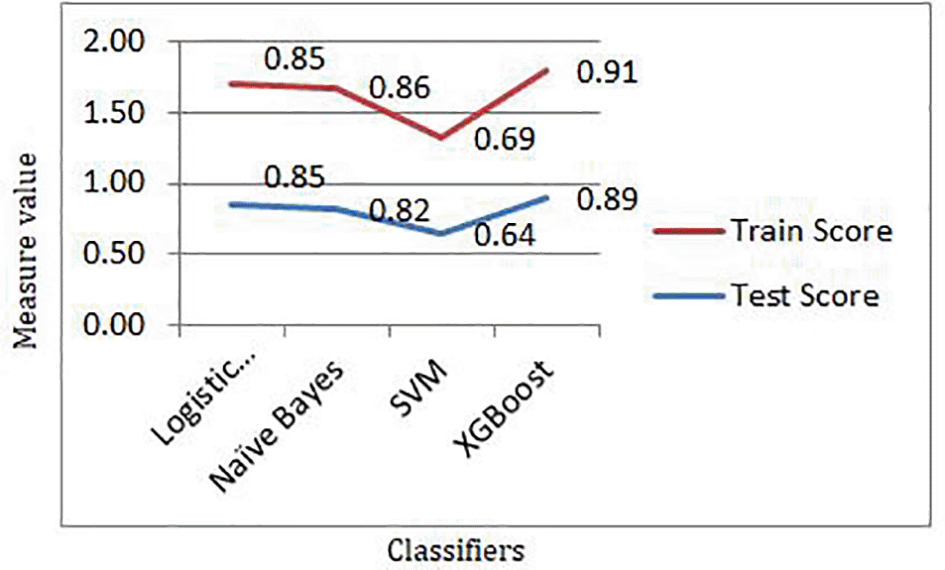 2.00
1.50
1.00
0.50
0.00
Measure value
0.85
0.86
0.69
0.91
0.85
0.82
0.64
0.89
Train Score
Test Score
Logistic...
Naïve Bayes
SVM
XGBoost
Classifiers